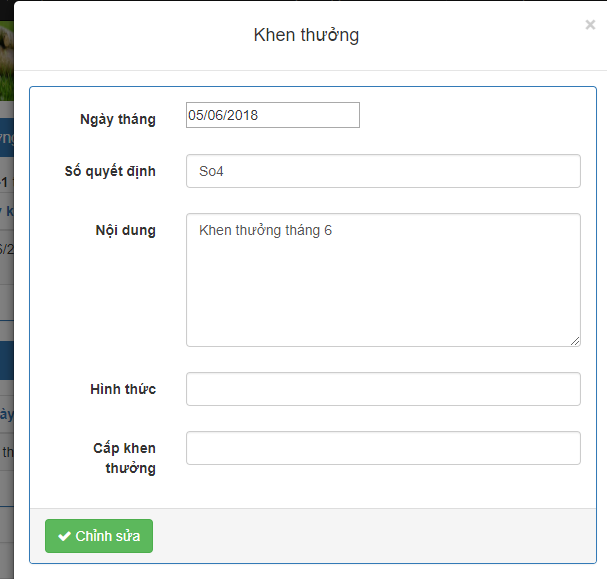 Khen thưởng
×
Ngày tháng
05/06/2018
Số quyết định
So4
Nội dung
Khen thưởng tháng 6
Hình thức
Cấp khen
thưởng
Chỉnh sửa